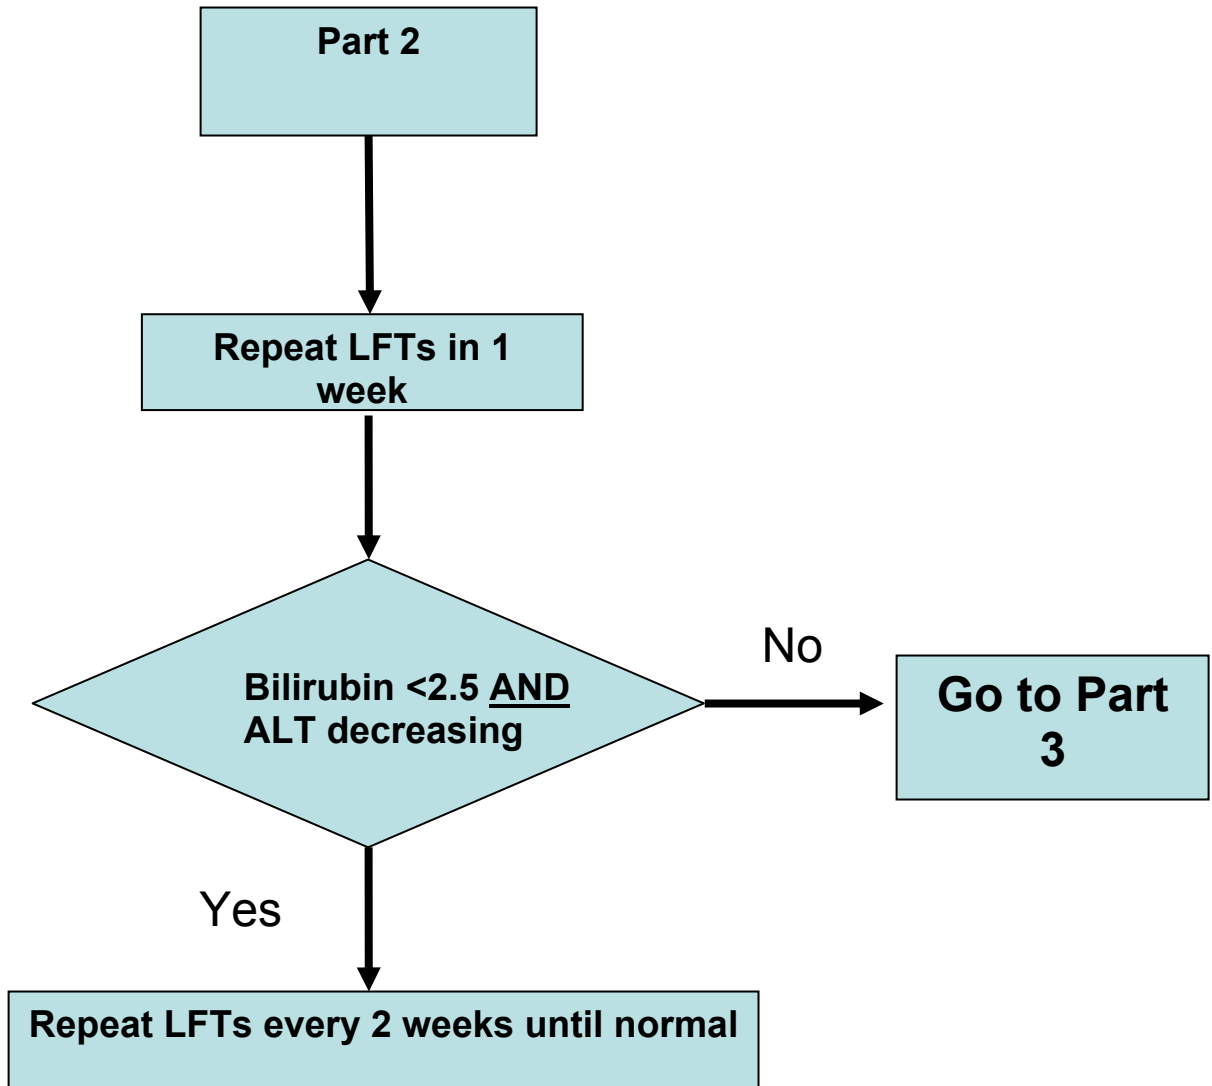 Part 2
Repeat LFTs in 1
week
Bilirubin <2.5 AND
ALT decreasing
No
Go to Part
3
Yes
Repeat LFTs every 2 weeks until normal